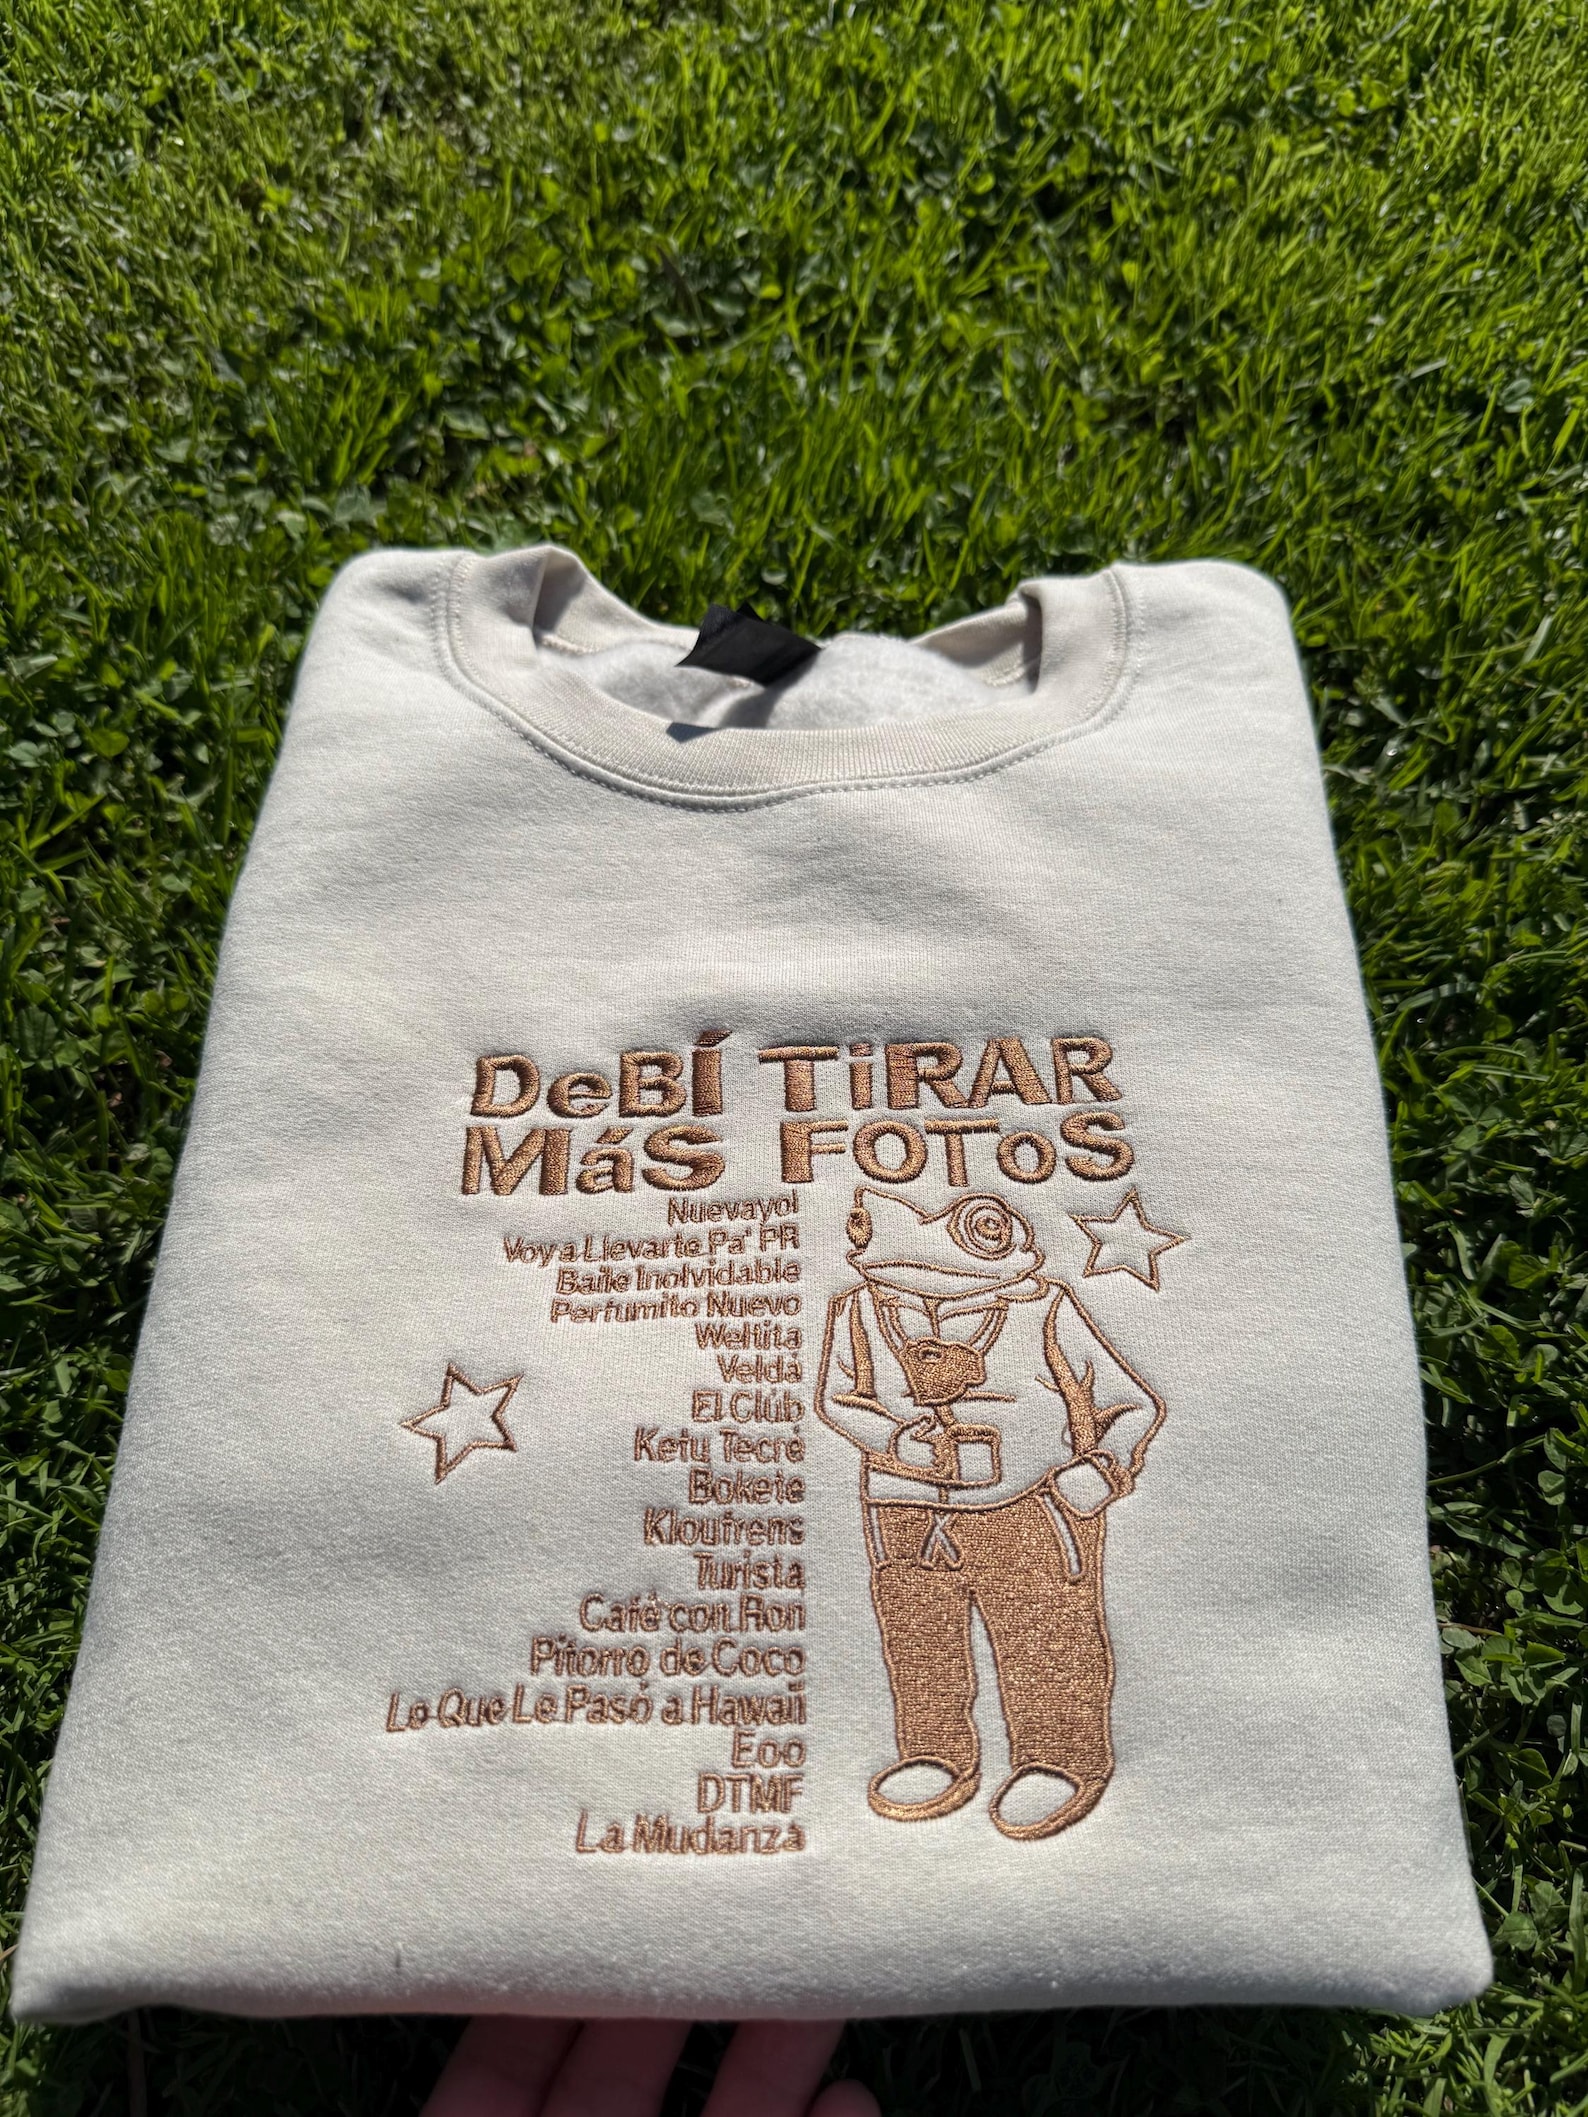 DeBÍ TiRAR
MáS FOToS
Nuevayol
Voy a Llevarte Pa' PR
Baile Inolvidable
Perfumito Nuevo
Weltita
Veldá
El Clúb
Ketu Tecré
Bokete
Kloufrens
Turista
Café con Ron
Pitorro de Coco
Lo Que Le Pasó a Hawaii
Eoo
DTMF
La Mudanza